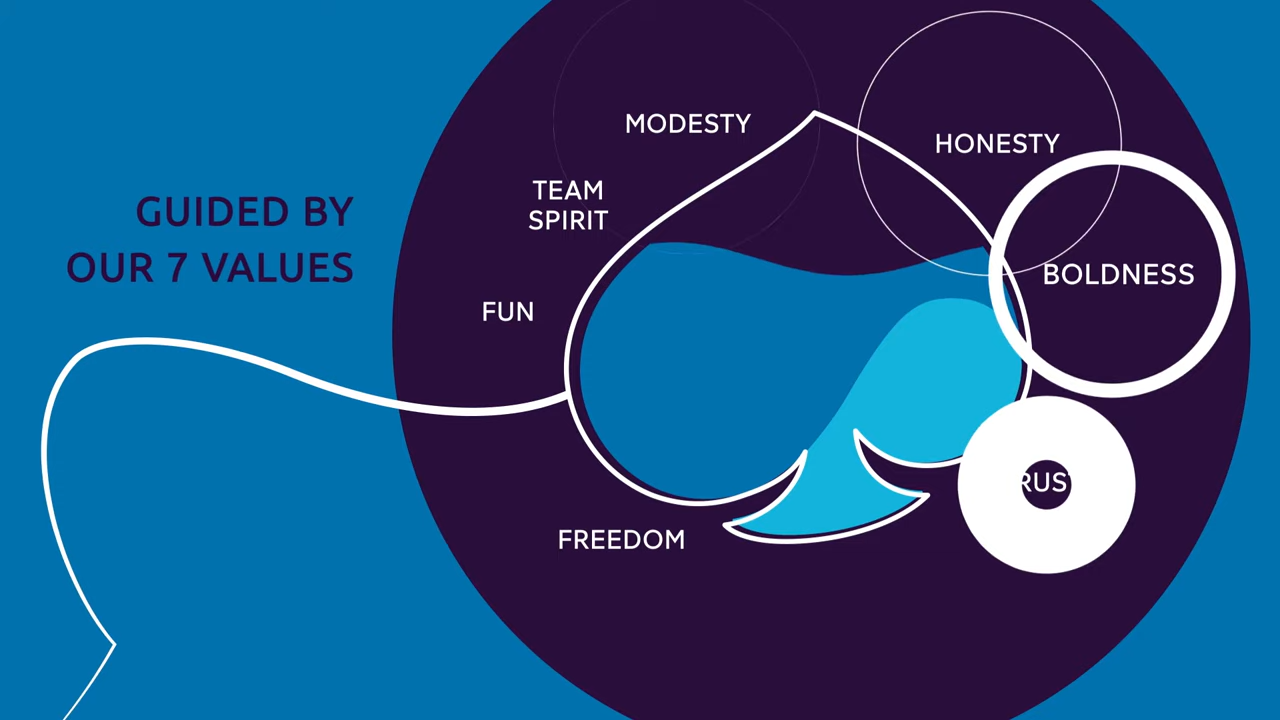 GUIDED BY
OUR 7 VALUES
MODESTY
HONESTY
TEAM
SPIRIT
BOLDNESS
FUN
FREEDOM